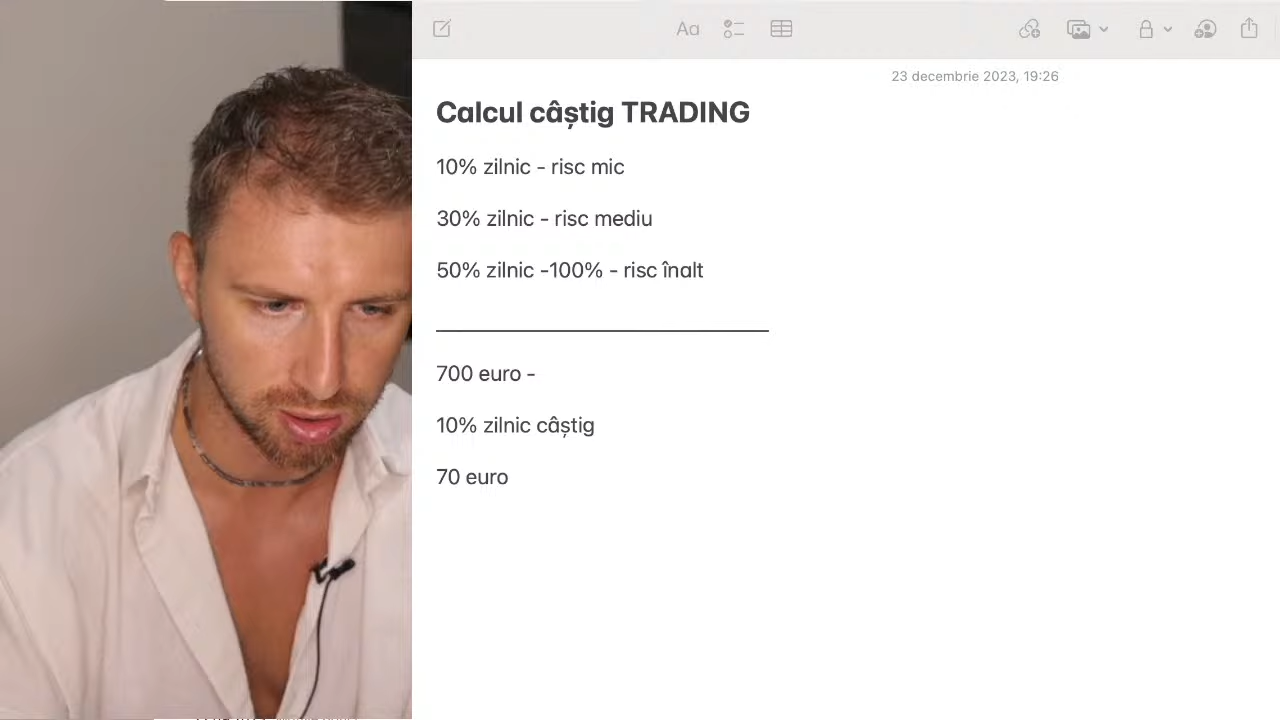 Aa
23 decembrie 2023, 19:26
Calcul câștig TRADING
10% zilnic - risc mic
30% zilnic - risc mediu
50% zilnic -100% - risc înalt
700 euro -
10% zilnic câștig
70 euro